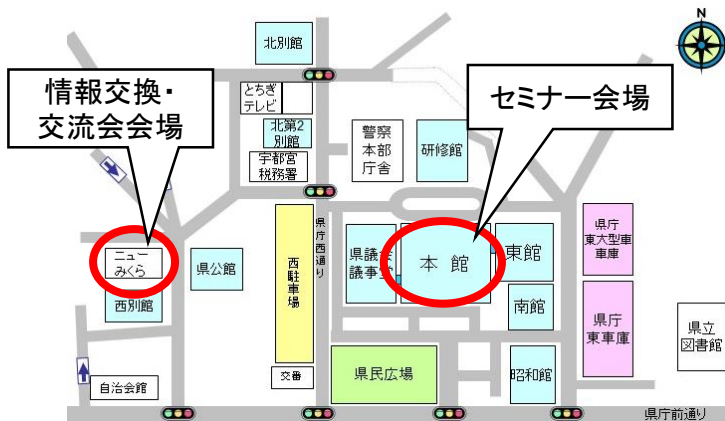 N
北別館
情報交換・
交流会会場
とちぎ
テレビ
セミナー会場
北第2
別館
宇都宮
税務署
警察
本部
庁舎
研修館
県庁西通り
西駐車場
ニュー
みくら
県公館
西別館
県議会
議事堂
本館
東館
南館
県庁
東大型車
車庫
県庁
東車庫
県立
図書館
県民広場
昭和館
交番
自治会館
県庁前通り